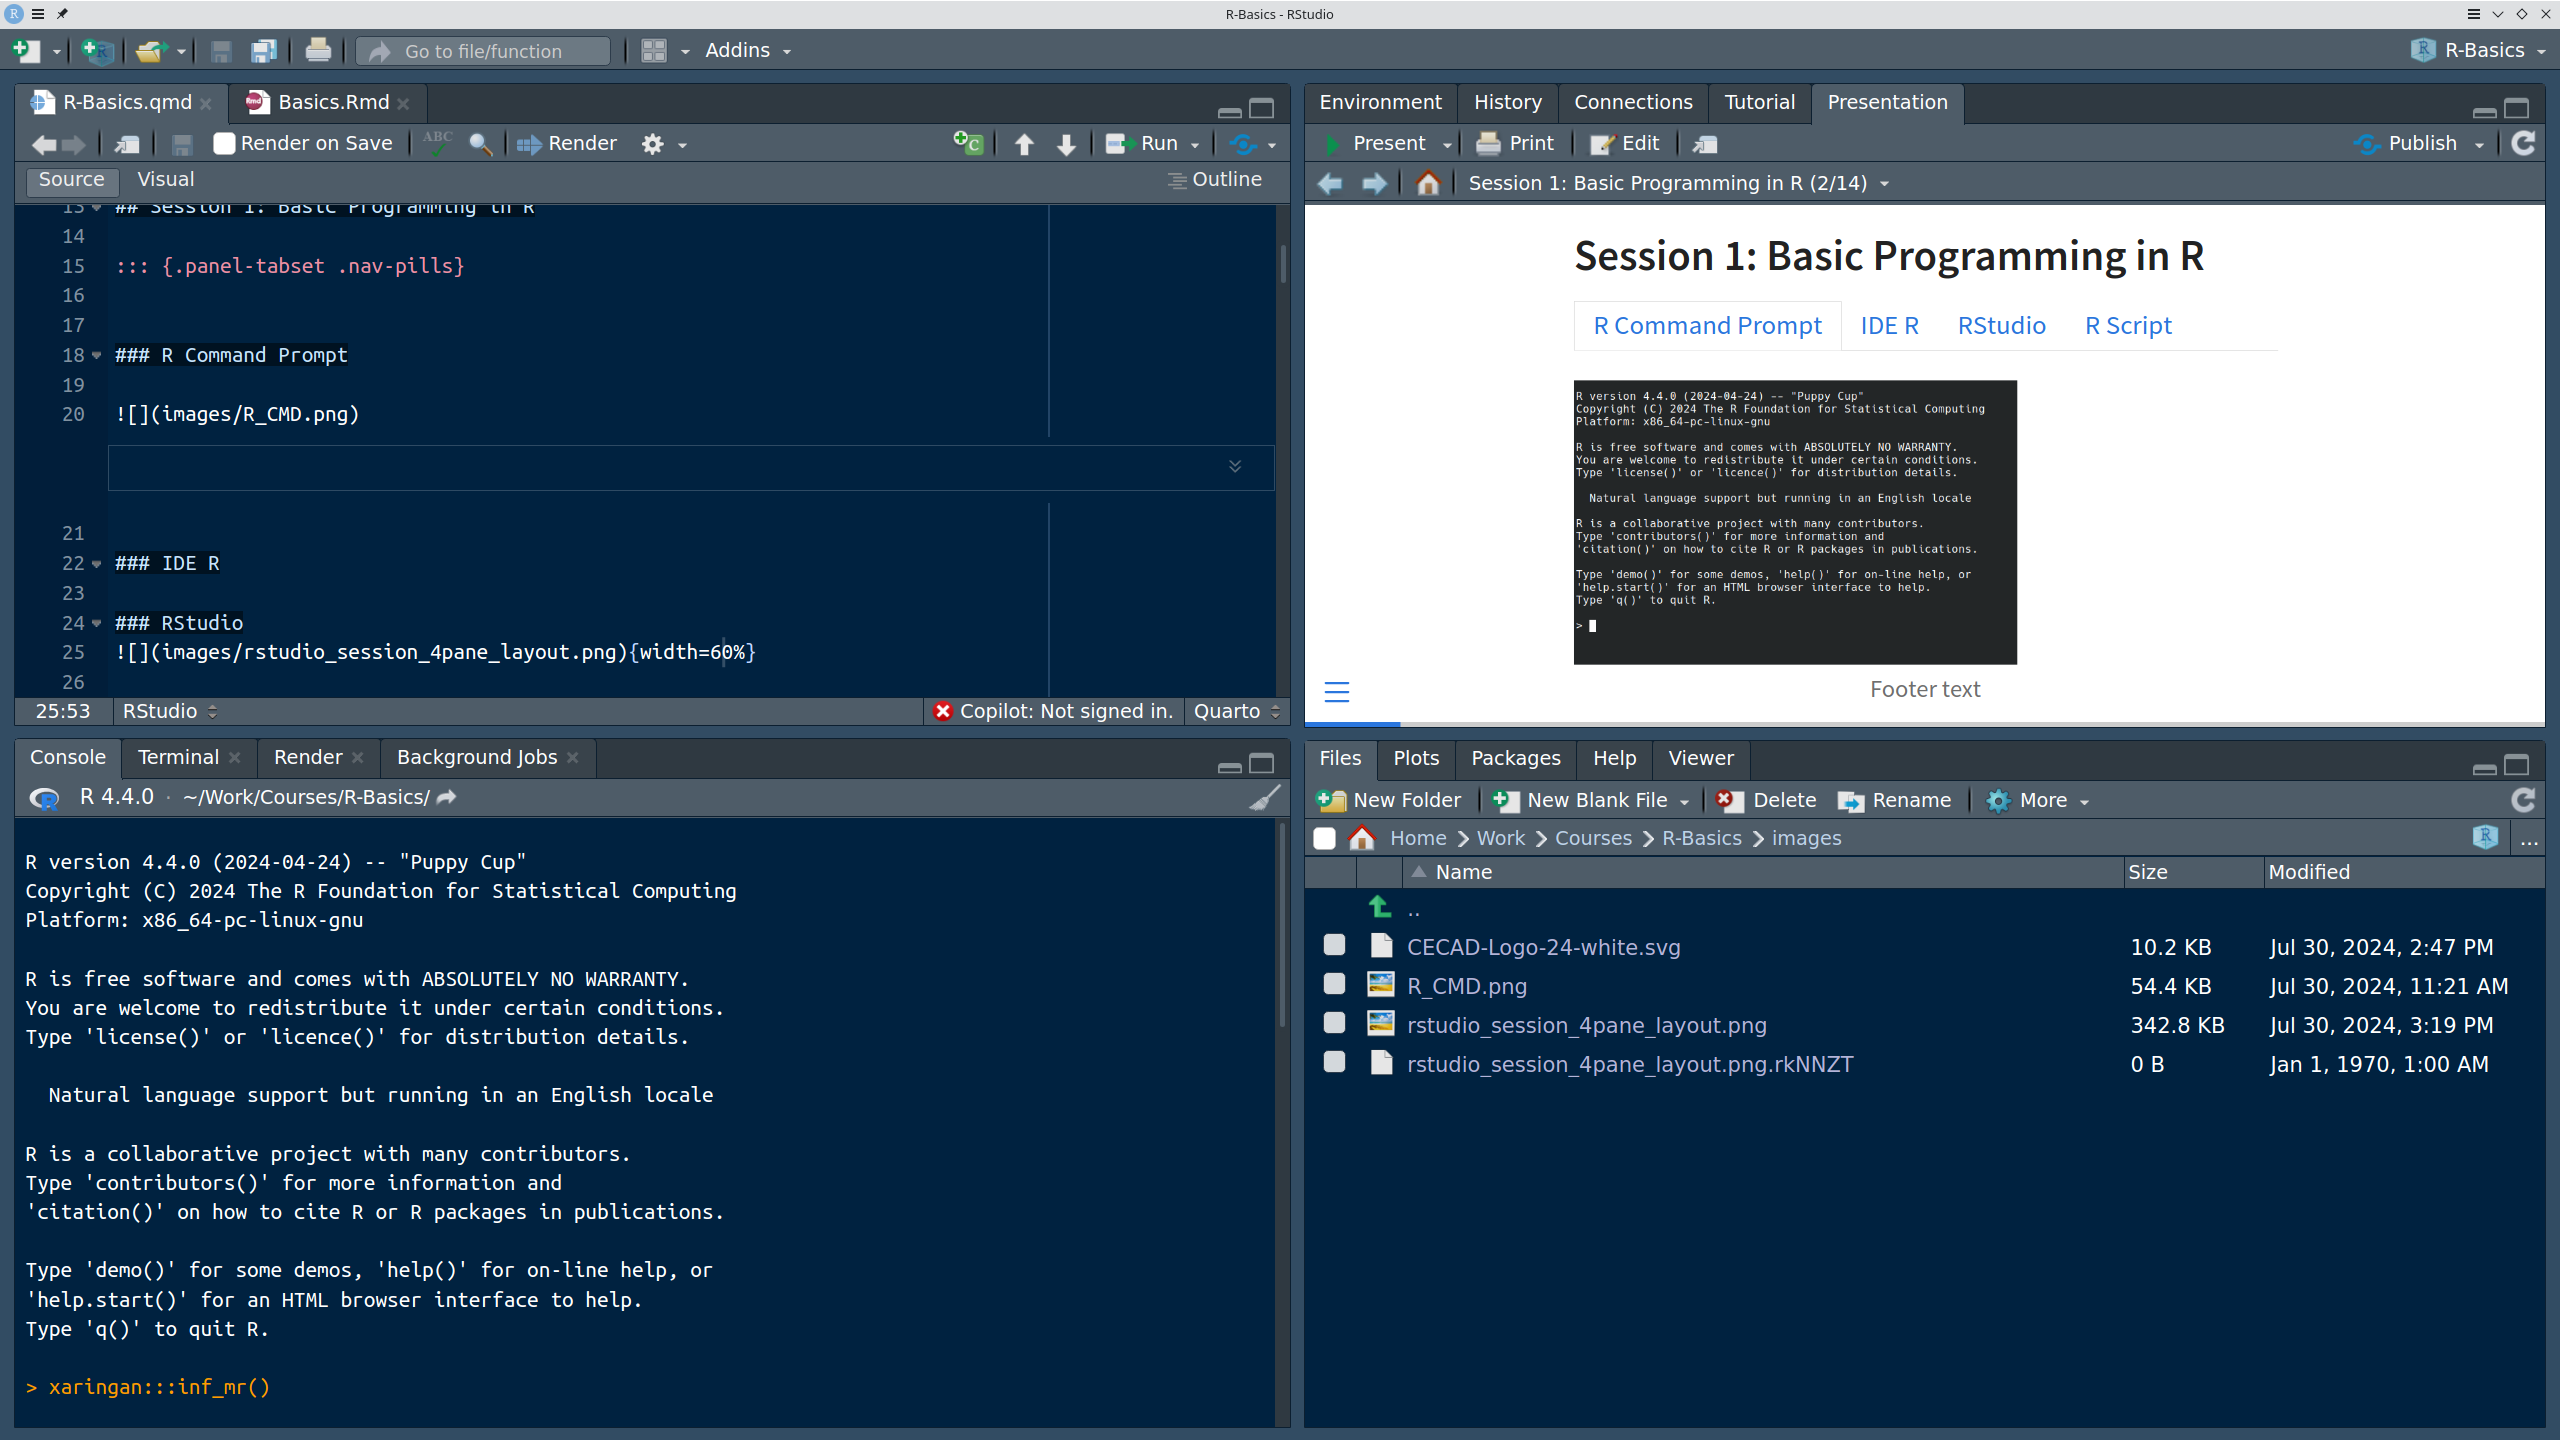 R-Basics - RStudio
Go to file/function
Addins
R-Basics
R-Basics.qmd
Basics.Rmd
Render on Save
ABC
Render
Run
Source
Visual
Outline
13 ## Session 1: Basic Programming in R
14
15 ::: {.panel-tabset .nav-pills}
16
17
18 ### R Command Prompt
19
20 ![](images/R_CMD.png)
21
22 ### IDE R
23
24 ### RStudio
25 ![](images/rstudio_session_4pane_layout.png){width=60%}
26
25:53
RStudio
Copilot: Not signed in.
Quarto
Environment
History
Connections
Tutorial
Presentation
Present
Print
Edit
Publish
Session 1: Basic Programming in R (2/14)
Session 1: Basic Programming in R
R Command Prompt
IDE R
RStudio
R Script
R version 4.4.0 (2024-04-24) -- "Puppy Cup"
Copyright (C) 2024 The R Foundation for Statistical Computing
Platform: x86_64-pc-linux-gnu
R is free software and comes with ABSOLUTELY NO WARRANTY.
You are welcome to redistribute it under certain conditions.
Type 'license()' or 'licence()' for distribution details.
Natural language support but running in an English locale
R is a collaborative project with many contributors.
Type 'contributors()' for more information and
'citation()' on how to cite R or R packages in publications.
Type 'demo()' for some demos, 'help()' for on-line help, or
'help.start()' for an HTML browser interface to help.
Type 'q()' to quit R.
>
Footer text
Console
Terminal
Render
Background Jobs
R 4.4.0 · ~/Work/Courses/R-Basics/
R version 4.4.0 (2024-04-24) -- "Puppy Cup"
Copyright (C) 2024 The R Foundation for Statistical Computing
Platform: x86_64-pc-linux-gnu
R is free software and comes with ABSOLUTELY NO WARRANTY.
You are welcome to redistribute it under certain conditions.
Type 'license()' or 'licence()' for distribution details.
Natural language support but running in an English locale
R is a collaborative project with many contributors.
Type 'contributors()' for more information and
'citation()' on how to cite R or R packages in publications.
Type 'demo()' for some demos, 'help()' for on-line help, or
'help.start()' for an HTML browser interface to help.
Type 'q()' to quit R.
> xaringan:::inf_mr()
Files
Plots
Packages
Help
Viewer
New Folder
New Blank File
Delete
Rename
More
Home
Work
Courses
R-Basics
images
...
Name Size Modified
..
CECAD-Logo-24-white.svg 10.2 KB Jul 30, 2024, 2:47 PM
R_CMD.png 54.4 KB Jul 30, 2024, 11:21 AM
rstudio_session_4pane_layout.png 342.8 KB Jul 30, 2024, 3:19 PM
rstudio_session_4pane_layout.png.rkNNZT 0 B Jan 1, 1970, 1:00 AM